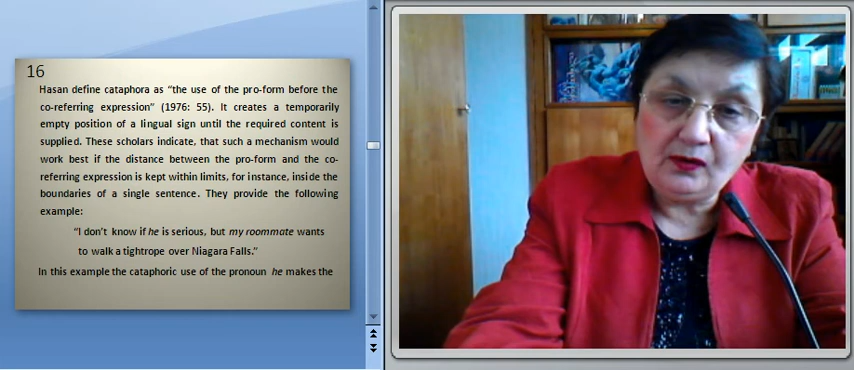 16
Hasan define cataphora as "the use of the pro-form before the
co-referring expression" (1976: 55). It creates a temporarily
empty position of a lingual sign until the required content is
supplied. These scholars indicate, that such a mechanism would
work best if the distance between the pro-form and the co-
referring expression is kept within limits, for instance, inside the
boundaries of a single sentence. They provide the following
example:
"I don't know if he is serious, but my roommate wants
to walk a tightrope over Niagara Falls."
In this example the cataphoric use of the pronoun he makes the